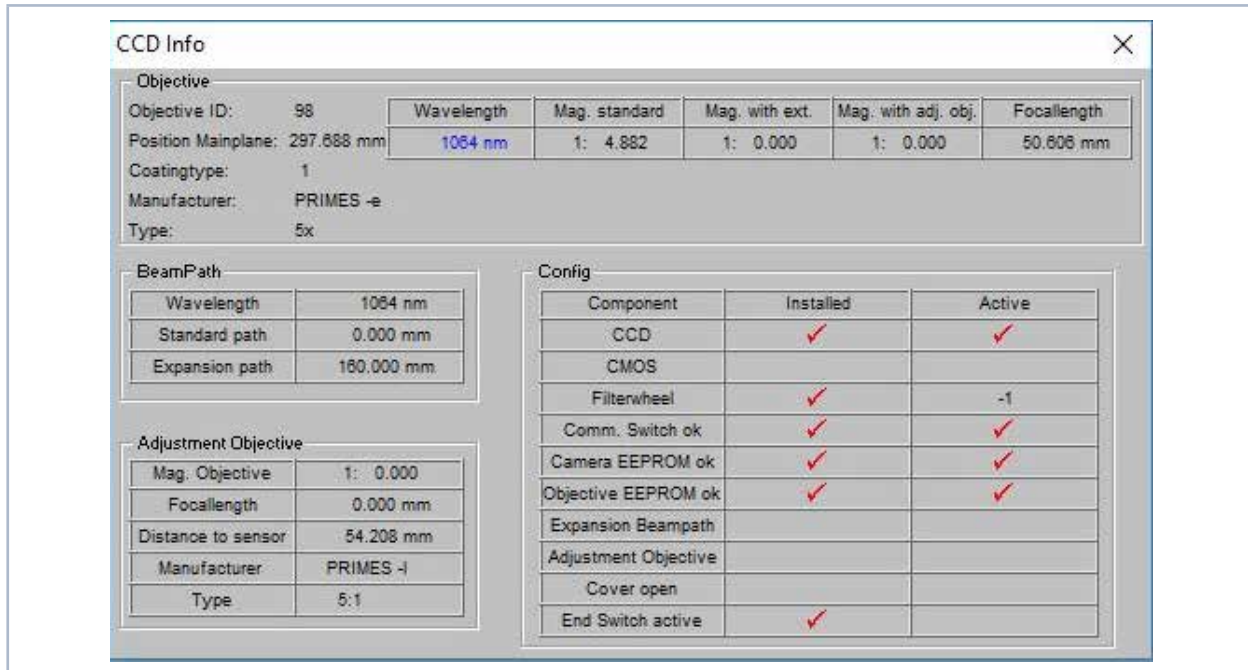 CCD Info
Objective
Objective ID: 98
Position Mainplane: 297.688 mm
Coatingtype: 1
Manufacturer: PRIMES -e
Type: 5x
Wavelength Mag. standard Mag. with ext. Mag. with adj. obj. Focallength
1064 nm 1: 4.882 1: 0.000 1: 0.000 50.606 mm
BeamPath
Wavelength 1064 nm
Standard path 0.000 mm
Expansion path 160.000 mm
Adjustment Objective
Mag. Objective 1: 0.000
Focallength 0.000 mm
Distance to sensor 54.208 mm
Manufacturer PRIMES -I
Type 5:1
Config
Component Installed Active
CCD ✓ ✓
CMOS
Filterwheel ✓ -1
Comm. Switch ok ✓ ✓
Camera EEPROM ok ✓ ✓
Objective EEPROM ok ✓ ✓
Expansion Beampath
Adjustment Objective
Cover open
End Switch active ✓